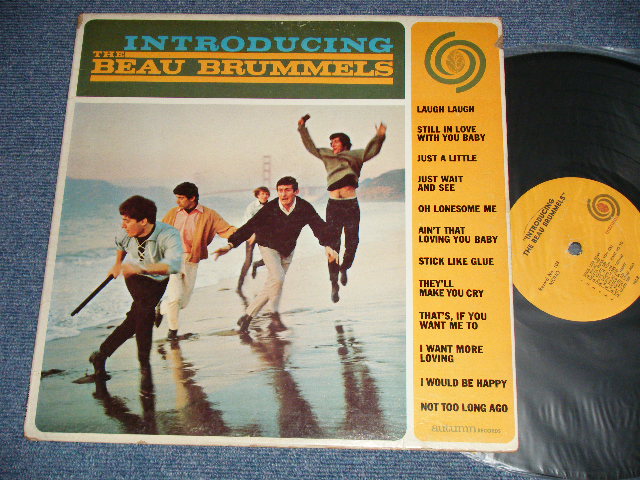 INTRODUCING
THE
BEAU BRUMMELS
LAUGH LAUGH
STILL IN LOVE
WITH YOU BABY
JUST A LITTLE
JUST WAIT
AND SEE
OH LONESOME ME
AIN'T THAT
LOVING YOU BABY
STICK LIKE GLUE
THEY'LL
MAKE YOU CRY
THAT'S, IF YOU
WANT ME TO
I WANT MORE
LOVING
I WOULD BE HAPPY
NOT TOO LONG AGO
autumn RECORDS
"INTRODUCING
THE BEAU BRUMMELS"